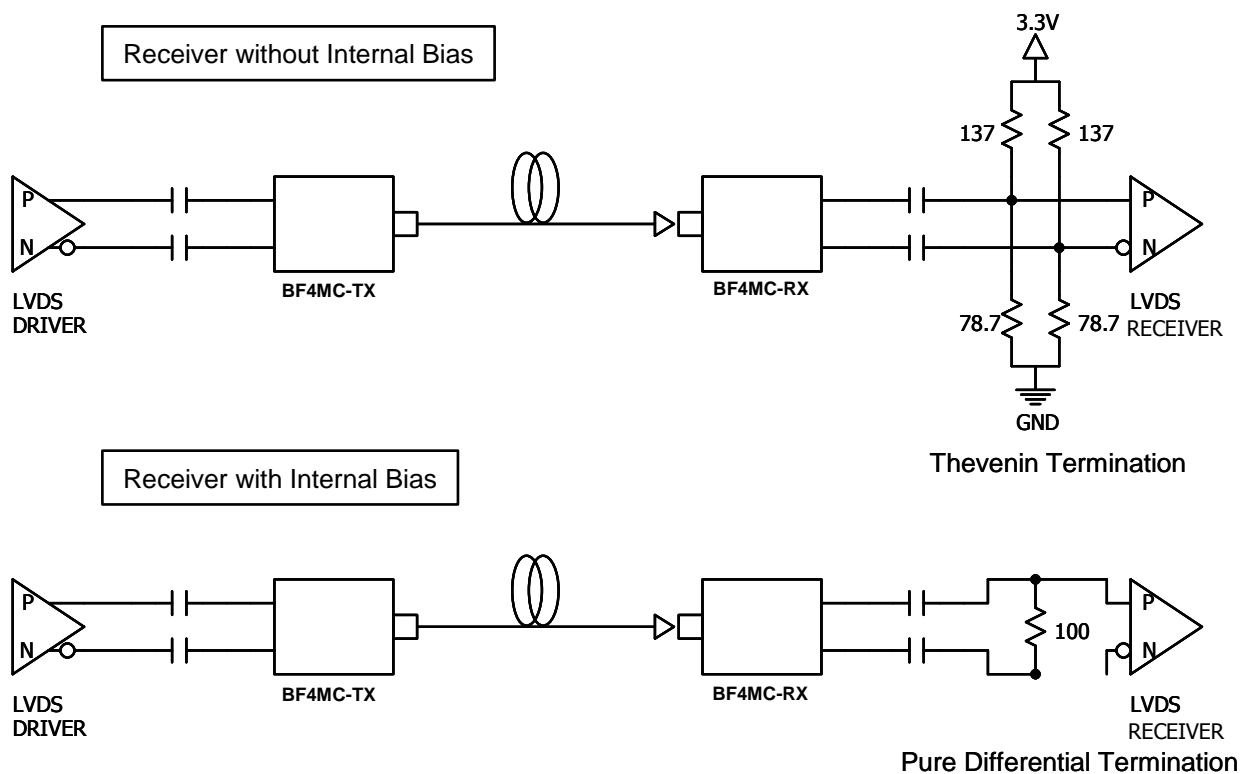 Receiver without Internal Bias
3.3V
137
137
P
N
P
N
BF4MC-TX
BF4MC-RX
LVDS
DRIVER
78.7
78.7
LVDS
RECEIVER
GND
Thevenin Termination
Receiver with Internal Bias
P
N
P
N
100
BF4MC-TX
BF4MC-RX
LVDS
DRIVER
LVDS
RECEIVER
Pure Differential Termination